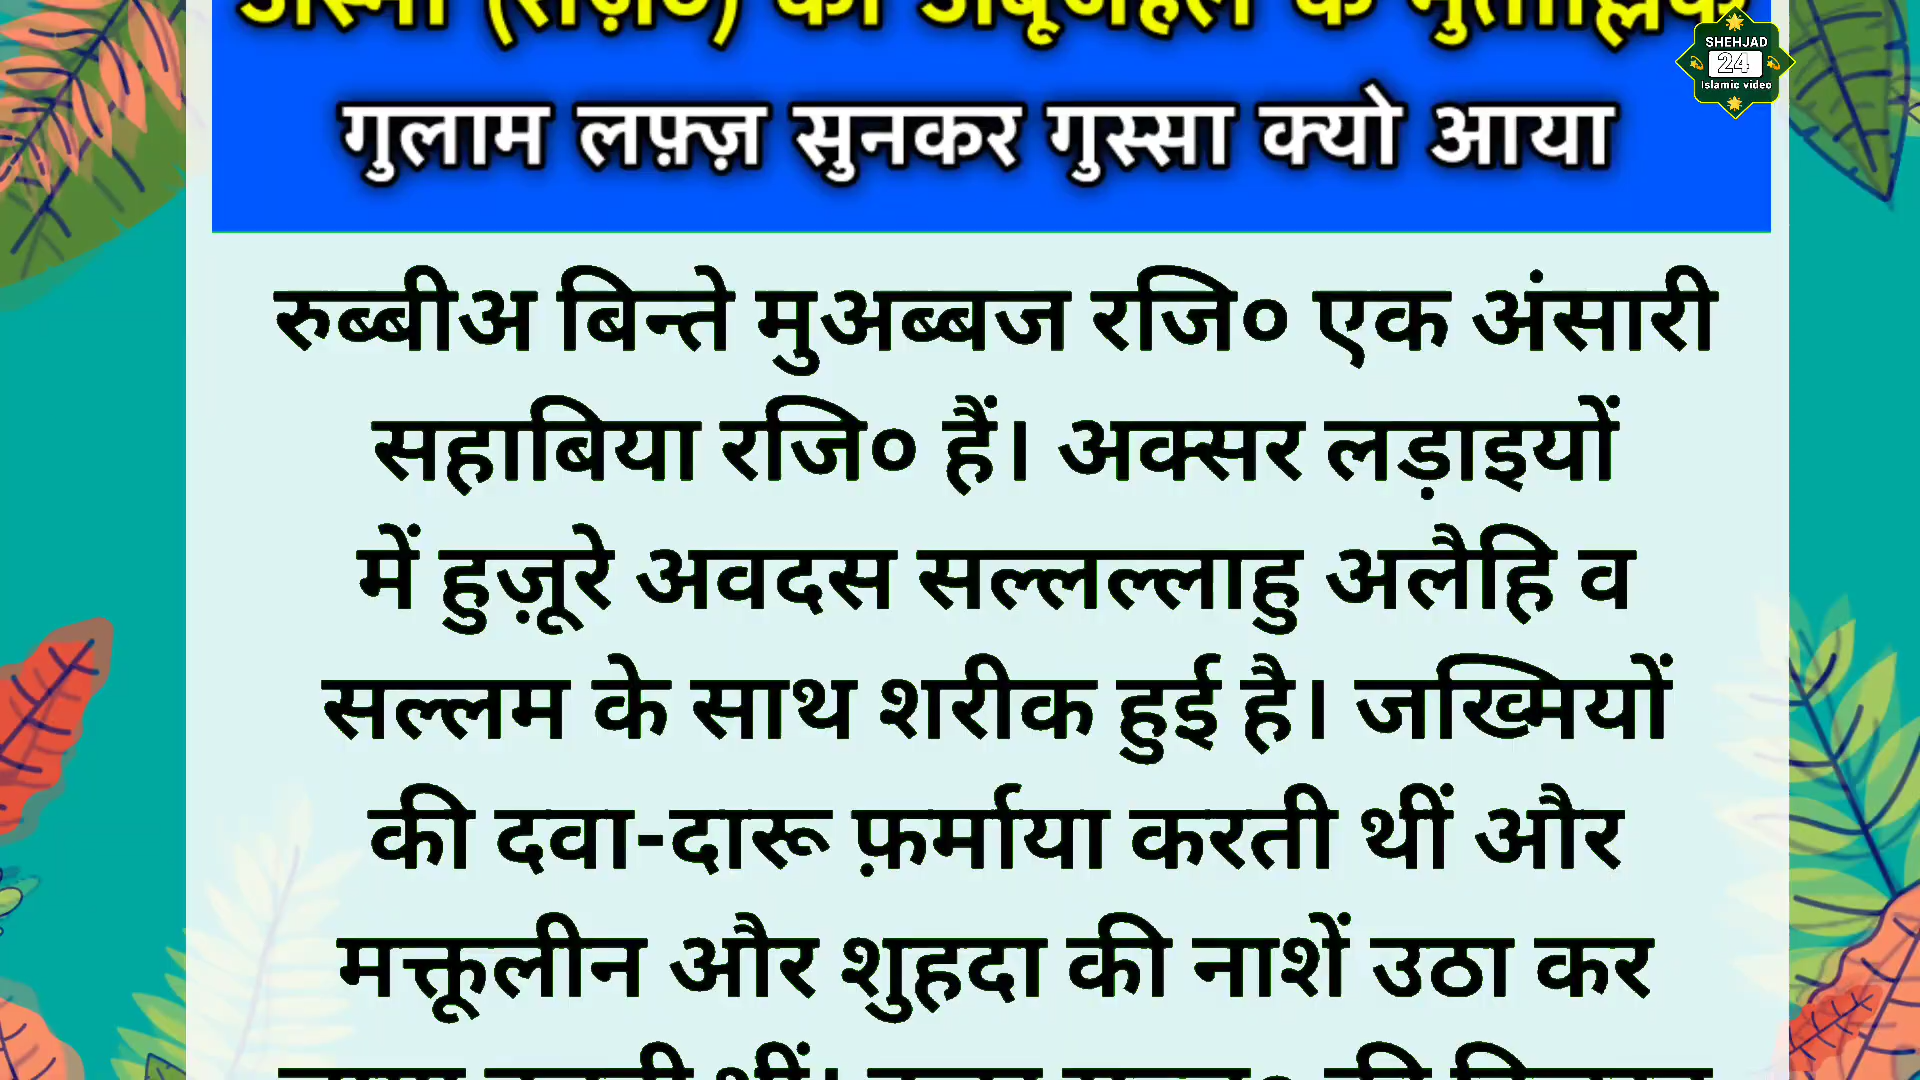 SHEHJAD
24
Islamic video
गुलाम लफ़्ज़ सुनकर गुस्सा क्यो आया
रुब्बीअ बिन्ते मुअब्बज रजि० एक अंसारी
सहाबिया रजि० हैं। अक्सर लड़ाइयों
में हुज़ूरे अवदस सल्लल्लाहु अलैहि व
सल्लम के साथ शरीक हुई है। जख्मियों
की दवा-दारू फ़र्माया करती थीं और
मक्तूलीन और शुहदा की नाशें उठा कर